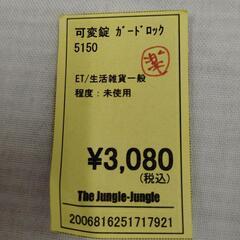 可変錠 ｶﾞｰﾄﾞﾛｯｸ
5150
楽
ET/生活雑貨一般
程度：未使用
¥3,080
(税込)
The Jungle-Jungle
2006816251717921